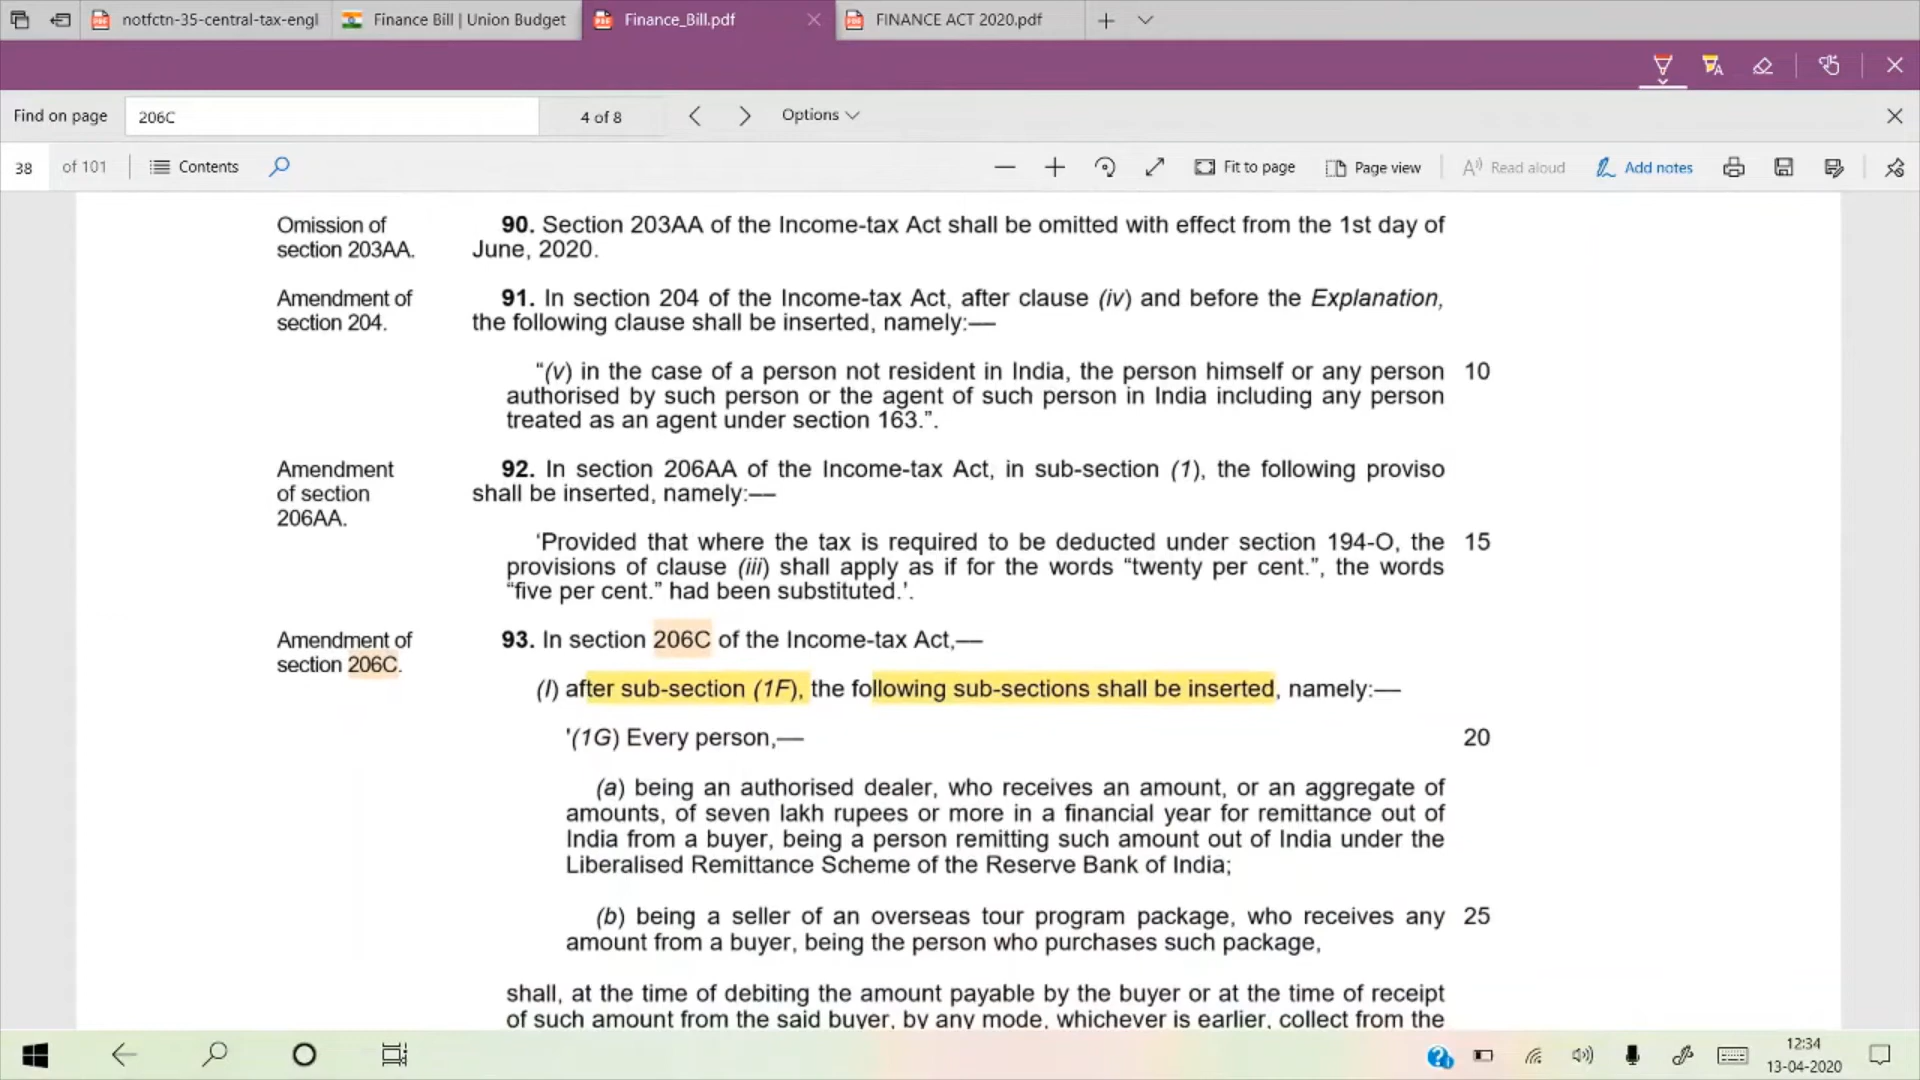 notfctn-35-central-tax-engl
Finance Bill | Union Budget
Finance_Bill.pdf
FINANCE ACT 2020.pdf
Find on page
206C
4 of 8
Options
38
of 101
Contents
Fit to page
Page view
Read aloud
Add notes
Omission of
section 203AA.
90. Section 203AA of the Income-tax Act shall be omitted with effect from the 1st day of
June, 2020.
Amendment of
section 204.
91. In section 204 of the Income-tax Act, after clause (iv) and before the Explanation,
the following clause shall be inserted, namely:—
“(v) in the case of a person not resident in India, the person himself or any person 10
authorised by such person or the agent of such person in India including any person
treated as an agent under section 163.”.
Amendment
of section
206AA.
92. In section 206AA of the Income-tax Act, in sub-section (1), the following proviso
shall be inserted, namely:—
‘Provided that where the tax is required to be deducted under section 194-O, the 15
provisions of clause (iii) shall apply as if for the words “twenty per cent.”, the words
“five per cent.” had been substituted.’.
Amendment of
section 206C.
93. In section 206C of the Income-tax Act,—
(I) after sub-section (1F), the following sub-sections shall be inserted, namely:—
'(1G) Every person,— 20
(a) being an authorised dealer, who receives an amount, or an aggregate of
amounts, of seven lakh rupees or more in a financial year for remittance out of
India from a buyer, being a person remitting such amount out of India under the
Liberalised Remittance Scheme of the Reserve Bank of India;
(b) being a seller of an overseas tour program package, who receives any 25
amount from a buyer, being the person who purchases such package,
shall, at the time of debiting the amount payable by the buyer or at the time of receipt
of such amount from the said buyer, by any mode, whichever is earlier, collect from the
12:34
13-04-2020